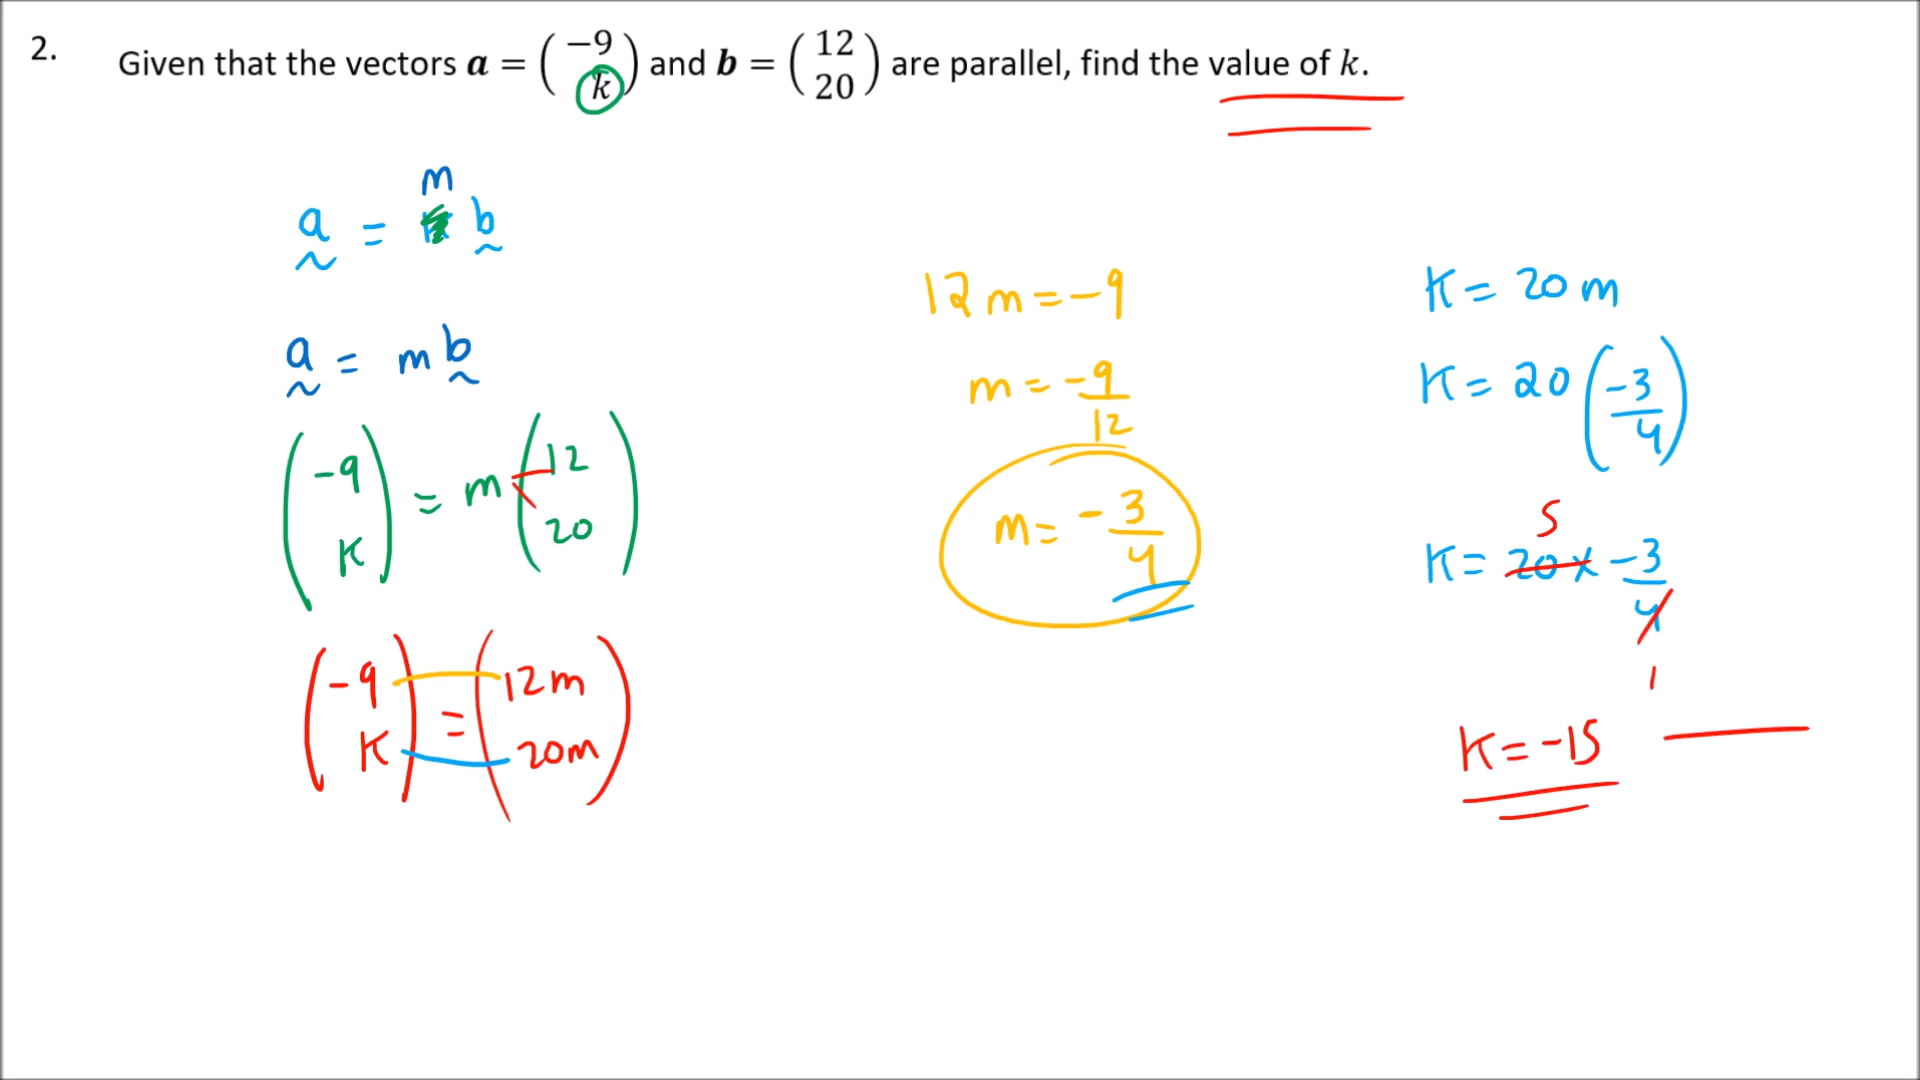 2. Given that the vectors a = (−9 k) and b = (12 20) are parallel, find the value of k.
m
a = b
a = m b
(−9 K) = m (12 20)
(−9 K) = (12m 20m)
12m = −9
m = −9/12
m = −3/4
K = 20m
K = 20 (−3/4)
5
K = 20 × −3/4
1
K = −15